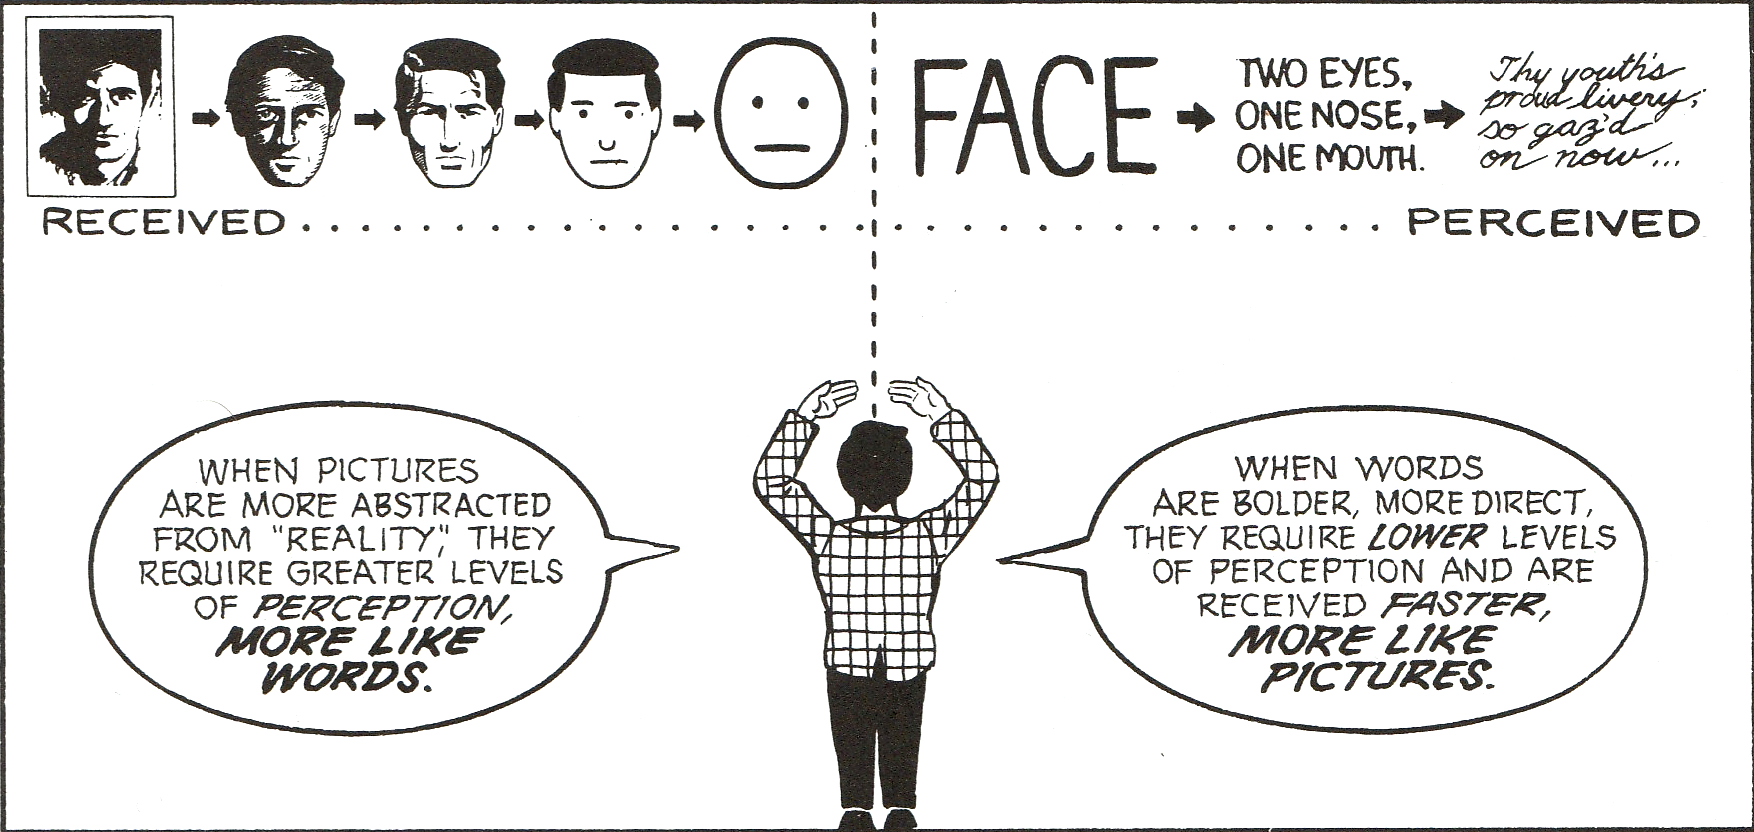 FACE
TWO EYES,
ONE NOSE,
ONE MOUTH.
Thy youth's
proud livery,
so gaz'd
on now...
RECEIVED
PERCEIVED
WHEN PICTURES
ARE MORE ABSTRACTED
FROM "REALITY," THEY
REQUIRE GREATER LEVELS
OF PERCEPTION,
MORE LIKE
WORDS.
WHEN WORDS
ARE BOLDER, MORE DIRECT,
THEY REQUIRE LOWER LEVELS
OF PERCEPTION AND ARE
RECEIVED FASTER,
MORE LIKE
PICTURES.